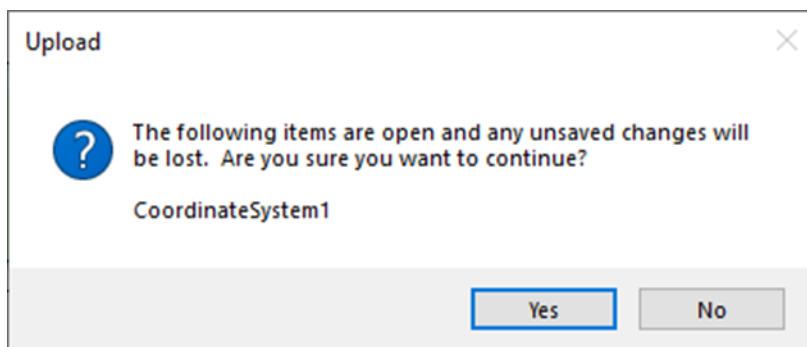 Upload
The following items are open and any unsaved changes will
be lost.  Are you sure you want to continue?
CoordinateSystem1
Yes
No